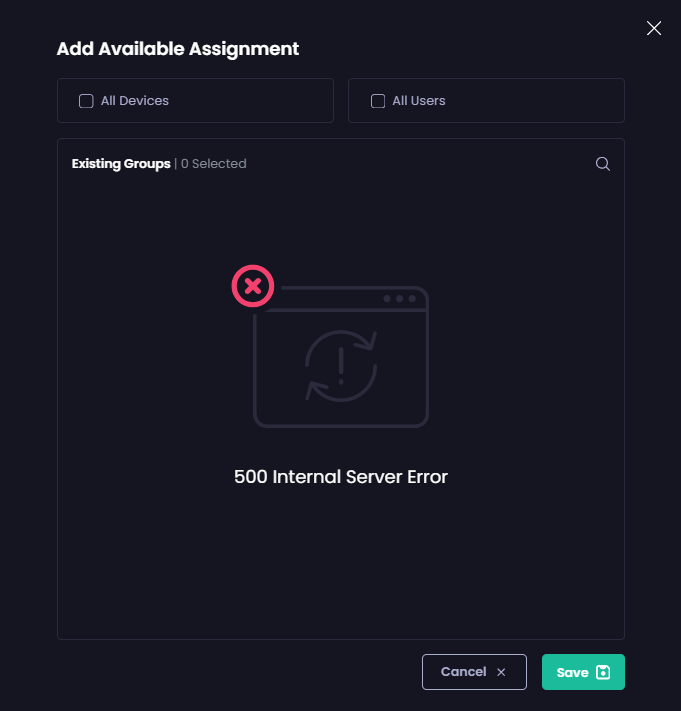 Add Available Assignment
All Devices
All Users
Existing Groups | 0 Selected
500 Internal Server Error
Cancel
Save